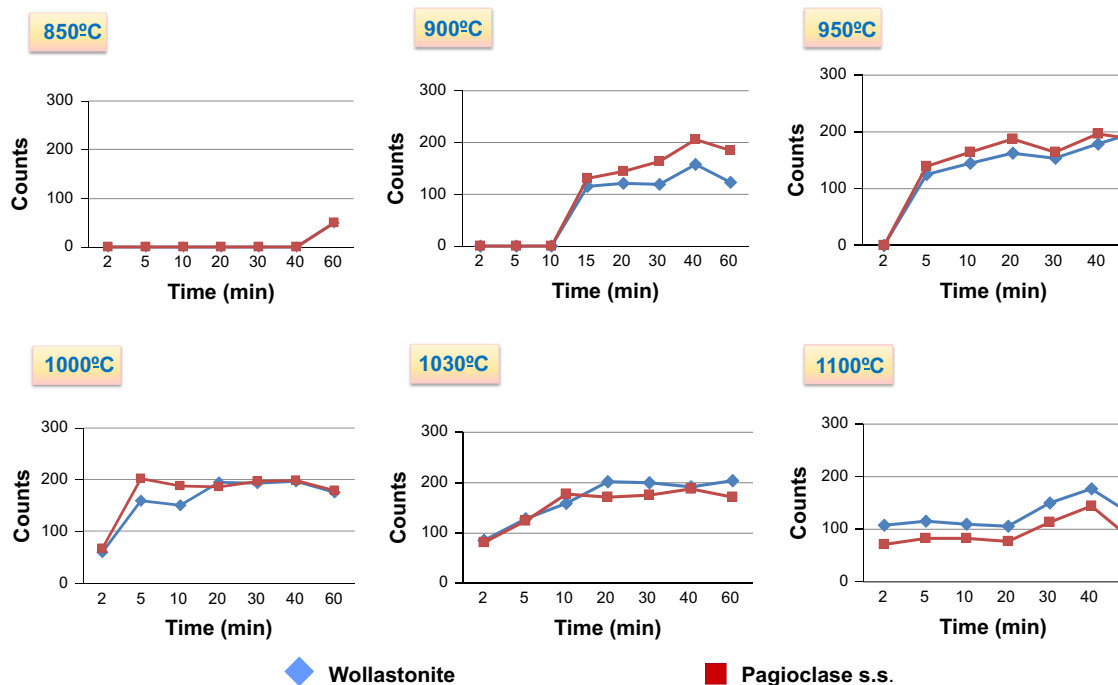 850ºC
900ºC
950ºC
300
200
100
0
Counts
2 5 10 20 30 40 60
Time (min)
300
200
100
0
Counts
2 5 10 15 20 30 40 60
Time (min)
300
200
100
0
Counts
2 5 10 20 30 40
Time (min)
1000ºC
1030ºC
1100ºC
300
200
100
0
Counts
2 5 10 20 30 40 60
Time (min)
300
200
100
0
Counts
2 5 10 20 30 40 60
Time (min)
300
200
100
0
Counts
2 5 10 20 30 40
Time (min)
Wollastonite
Pagioclase s.s.